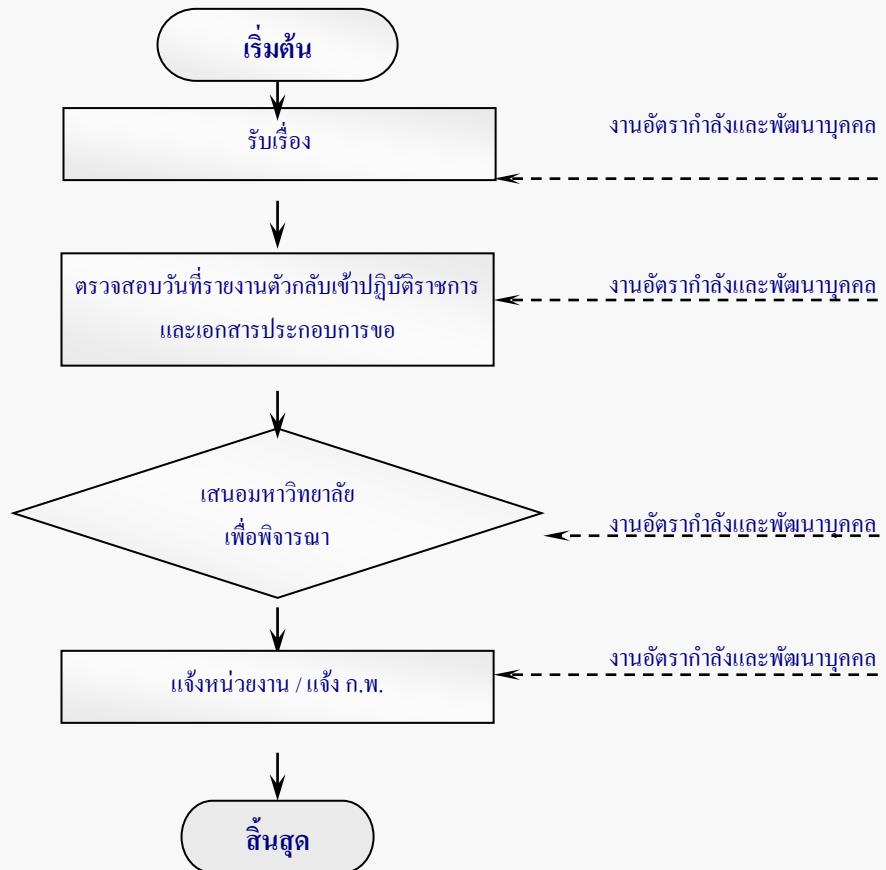 เริ่มต้น
รับเรื่อง
งานอัตรากำลังและพัฒนาบุคคล
ตรวจสอบวันที่รายงานตัวกลับเข้าปฏิบัติราชการ
และเอกสารประกอบการขอ
งานอัตรากำลังและพัฒนาบุคคล
เสนอมหาวิทยาลัย
เพื่อพิจารณา
งานอัตรากำลังและพัฒนาบุคคล
แจ้งหน่วยงาน / แจ้ง ก.พ.
งานอัตรากำลังและพัฒนาบุคคล
สิ้นสุด